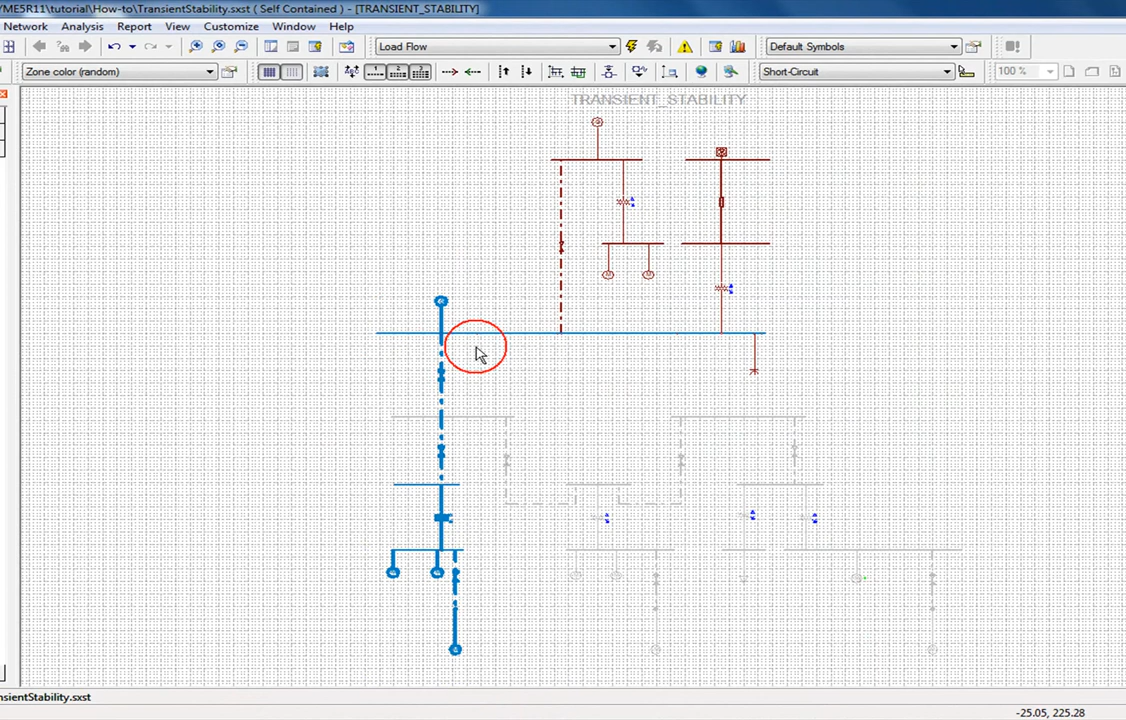 /ME5R11\tutorial\How-to\TransientStability.sxst ( Self Contained ) - [TRANSIENT_STABILITY]
Network Analysis Report View Customize Window Help
Load Flow Default Symbols
Zone color (random) Short-Circuit 100 %
TRANSIENT_STABILITY
nsientStability.sxst
-25.05, 225.28